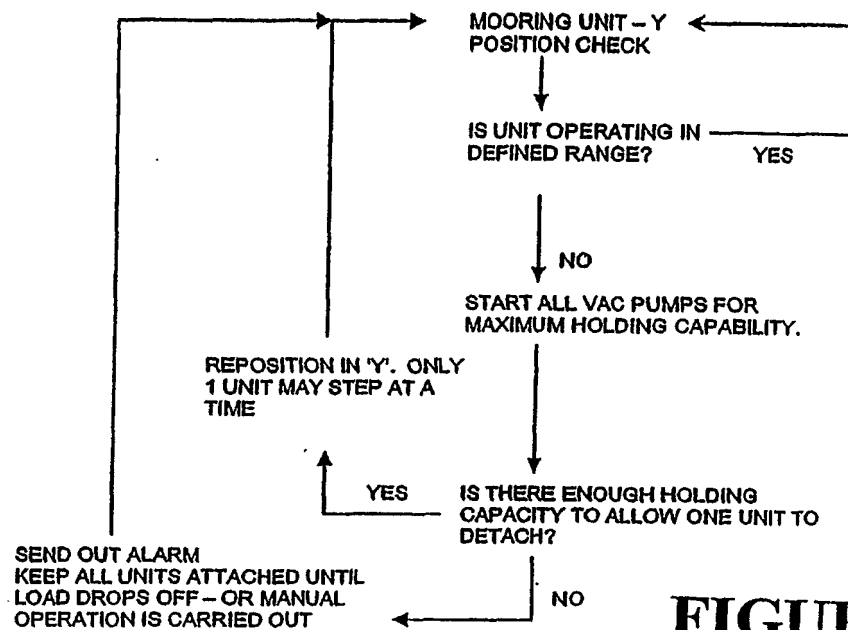 MOORING UNIT – Y
POSITION CHECK
IS UNIT OPERATING IN
DEFINED RANGE?
YES
NO
START ALL VAC PUMPS FOR
MAXIMUM HOLDING CAPABILITY.
REPOSITION IN 'Y'. ONLY
1 UNIT MAY STEP AT A
TIME
YES
IS THERE ENOUGH HOLDING
CAPACITY TO ALLOW ONE UNIT TO
DETACH?
SEND OUT ALARM
KEEP ALL UNITS ATTACHED UNTIL
LOAD DROPS OFF – OR MANUAL
OPERATION IS CARRIED OUT
NO